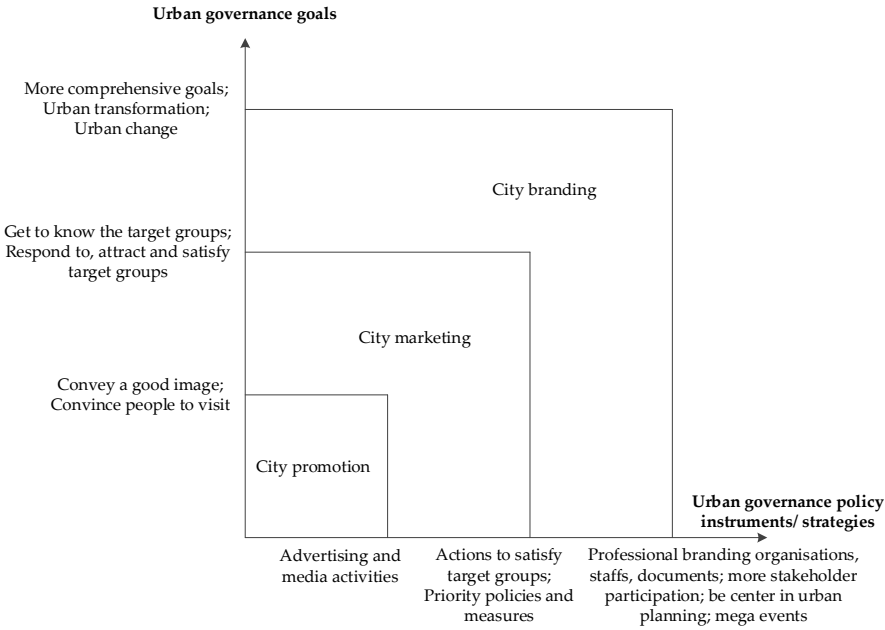 Urban governance goals
More comprehensive goals;
Urban transformation;
Urban change
City branding
Get to know the target groups;
Respond to, attract and satisfy
target groups
City marketing
Convey a good image;
Convince people to visit
City promotion
Urban governance policy
instruments/ strategies
Advertising and
media activities
Actions to satisfy
target groups;
Priority policies and
measures
Professional branding organisations,
staffs, documents; more stakeholder
participation; be center in urban
planning; mega events